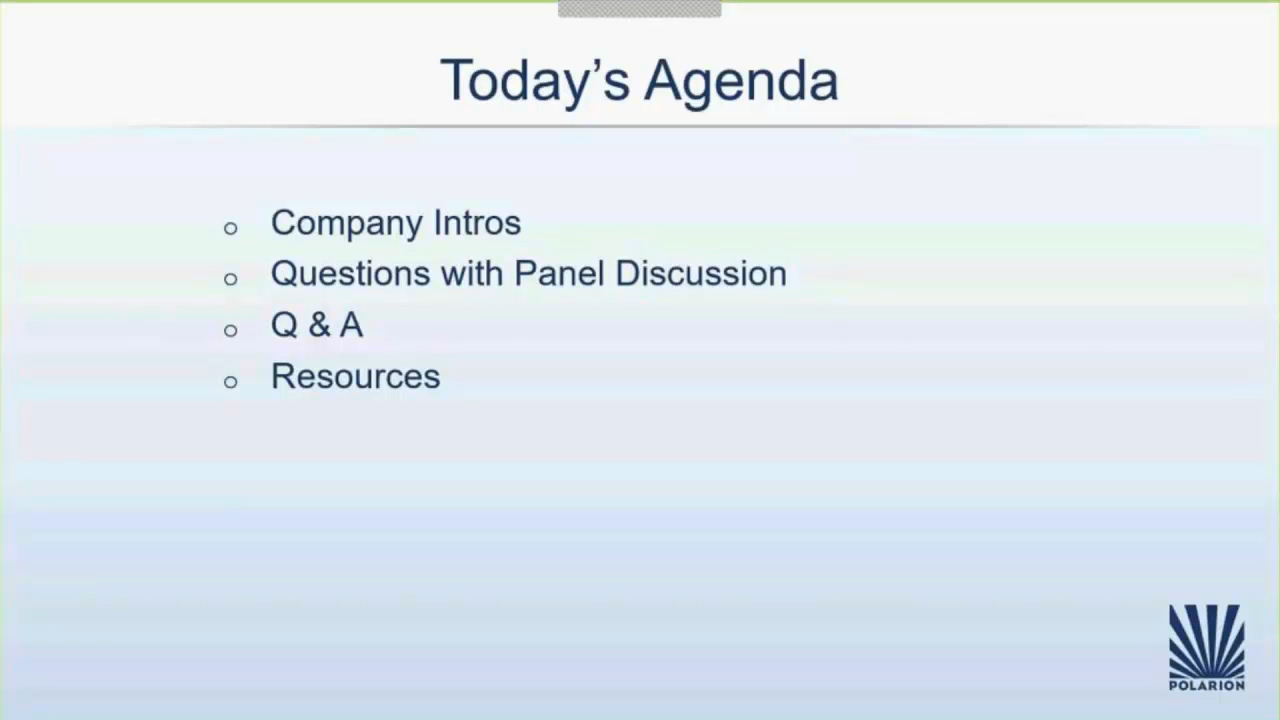 Today’s Agenda
Company Intros
Questions with Panel Discussion
Q & A
Resources
POLARION